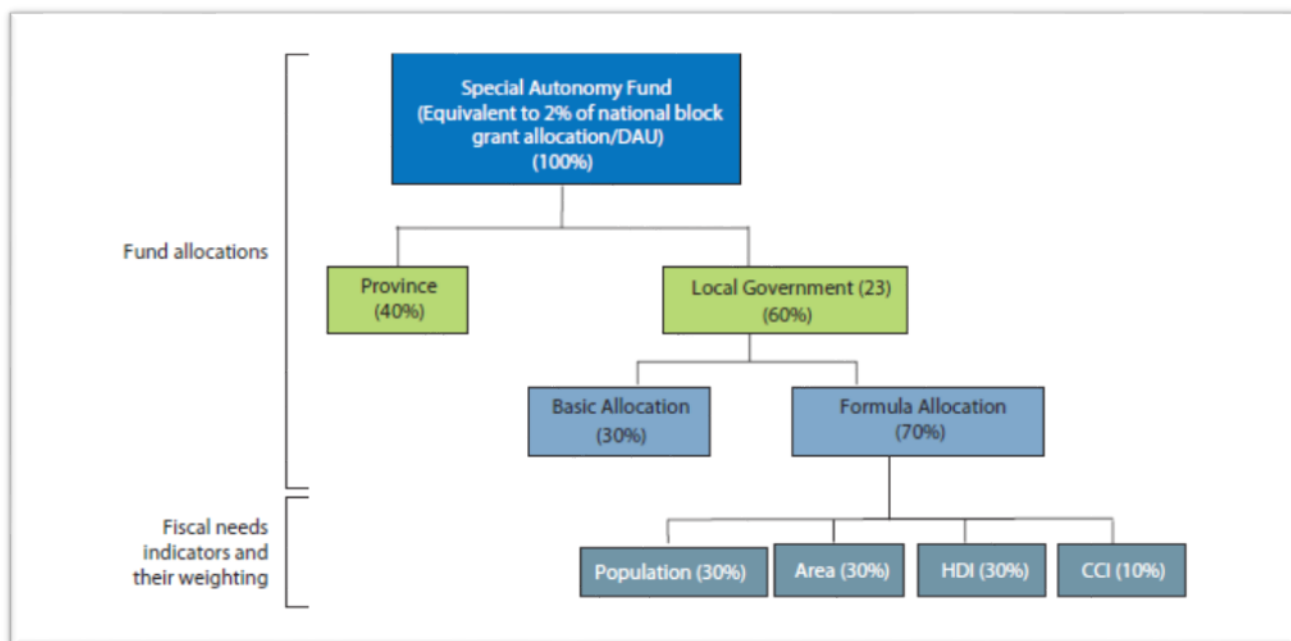 Special Autonomy Fund
(Equivalent to 2% of national block
grant allocation/DAU)
(100%)
Fund allocations
Province
(40%)
Local Government (23)
(60%)
Basic Allocation
(30%)
Formula Allocation
(70%)
Fiscal needs
indicators and
their weighting
Population (30%)
Area (30%)
HDI (30%)
CCI (10%)